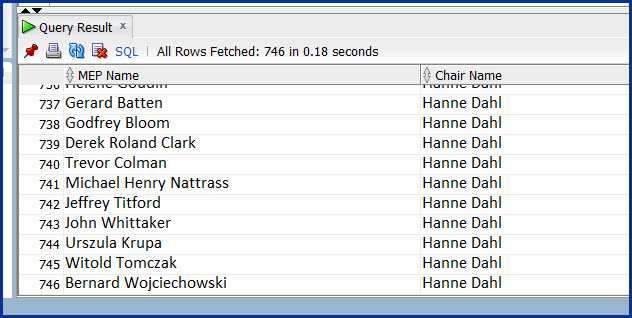 Query Result x
SQL | All Rows Fetched: 746 in 0.18 seconds
MEP Name Chair Name
736 Helene Goudin Hanne Dahl
737 Gerard Batten Hanne Dahl
738 Godfrey Bloom Hanne Dahl
739 Derek Roland Clark Hanne Dahl
740 Trevor Colman Hanne Dahl
741 Michael Henry Nattrass Hanne Dahl
742 Jeffrey Titford Hanne Dahl
743 John Whittaker Hanne Dahl
744 Urszula Krupa Hanne Dahl
745 Witold Tomczak Hanne Dahl
746 Bernard Wojciechowski Hanne Dahl